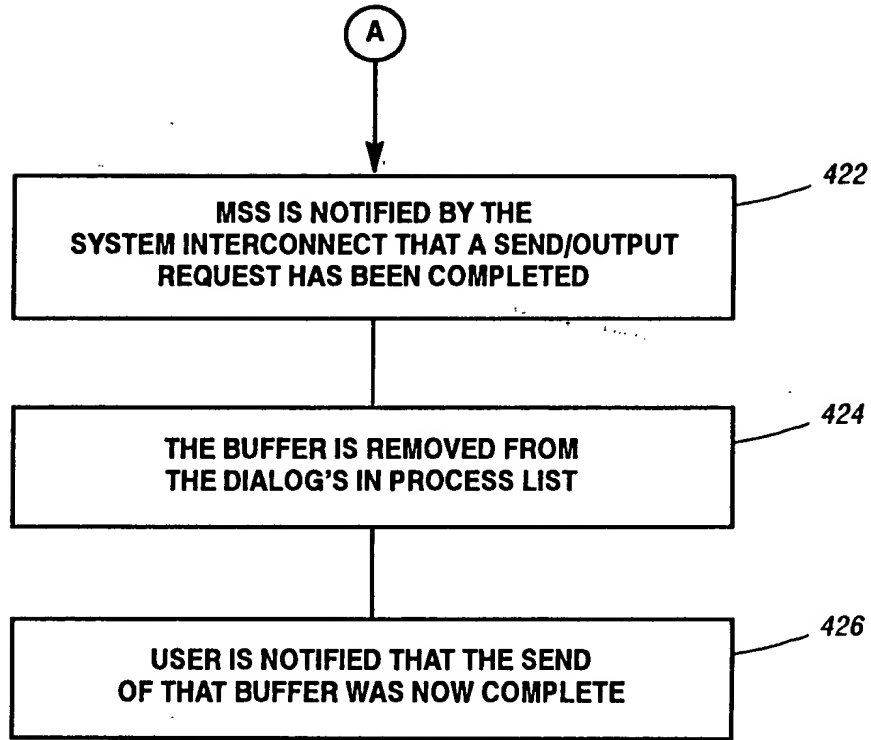 A
422
MSS IS NOTIFIED BY THE
SYSTEM INTERCONNECT THAT A SEND/OUTPUT
REQUEST HAS BEEN COMPLETED
424
THE BUFFER IS REMOVED FROM
THE DIALOG'S IN PROCESS LIST
426
USER IS NOTIFIED THAT THE SEND
OF THAT BUFFER WAS NOW COMPLETE